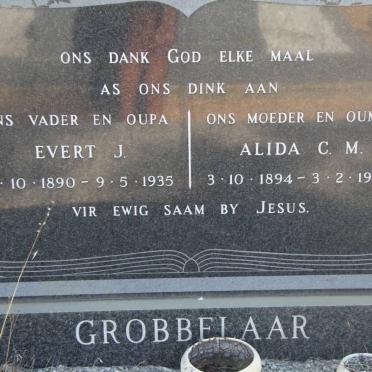 ONS DANK GOD ELKE MAAL
AS ONS DINK AAN
VADER EN OUPA
EVERT J.
10·1890 – 9·5·1935
ONS MOEDER EN
ALIDA C. M.
3·10·1894 – 3·2·
VIR EWIG SAAM BY JESUS.
GROBBELAAR